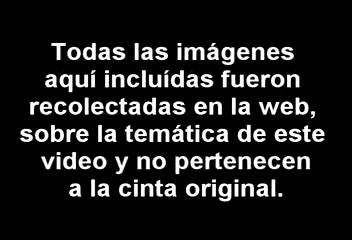 Todas las imágenes
aquí incluídas fueron
recolectadas en la web,
sobre la temática de este
video y no pertenecen
a la cinta original.